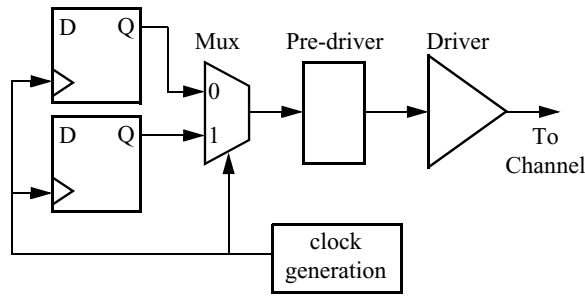 D Q
Mux
Pre-driver
Driver
0
1
D Q
To
Channel
clock
generation